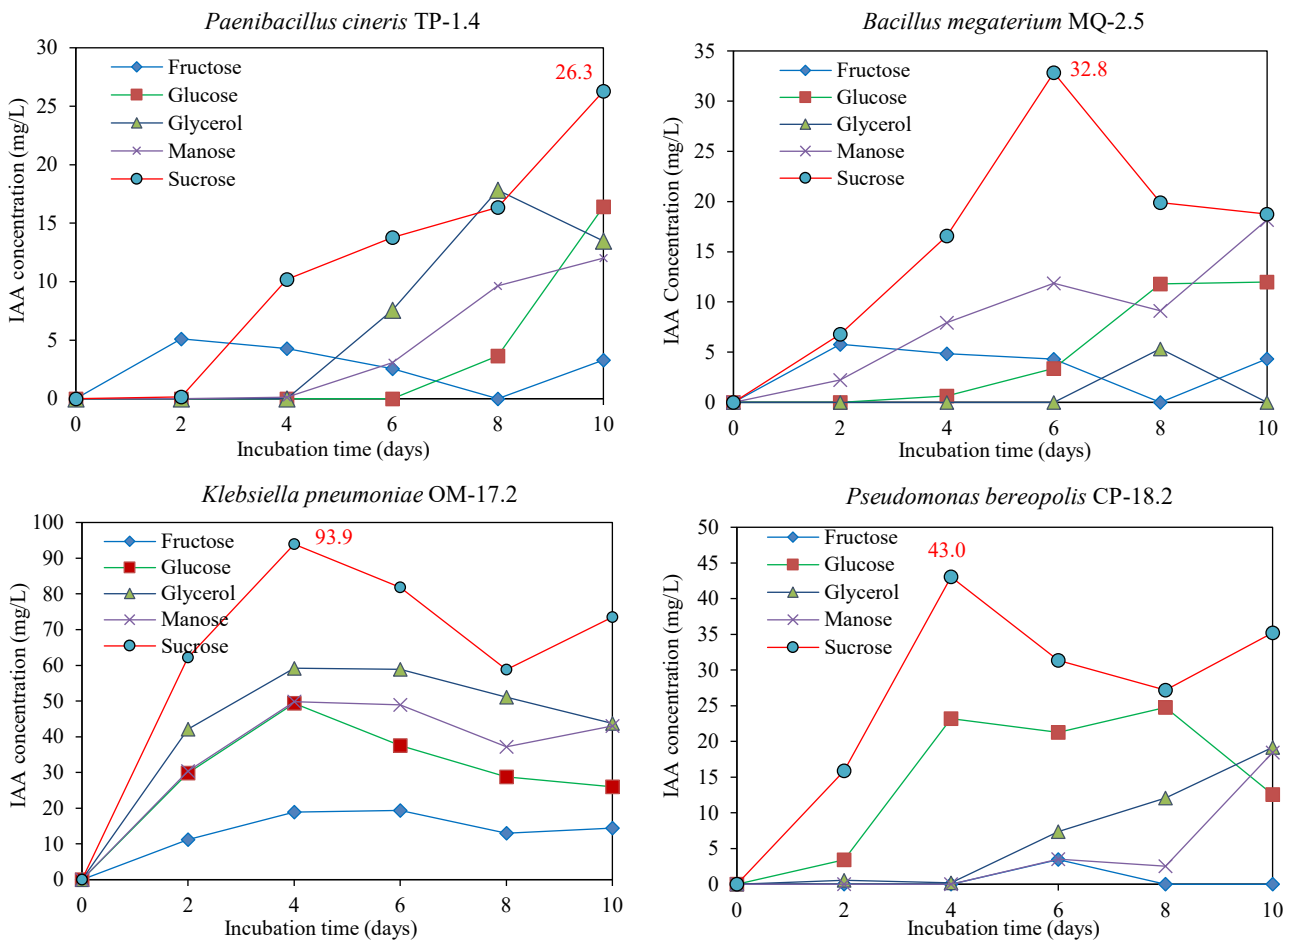 Paenibacillus cineris TP-1.4
30
25
20
15
10
5
0
IAA concentration (mg/L)
Fructose
Glucose
Glycerol
Manose
Sucrose
26.3
0 2 4 6 8 10
Incubation time (days)
Bacillus megaterium MQ-2.5
35
30
25
20
15
10
5
0
IAA Concentration (mg/L)
Fructose
Glucose
Glycerol
Manose
Sucrose
32.8
0 2 4 6 8 10
Incubation time (days)
Klebsiella pneumoniae OM-17.2
100
90
80
70
60
50
40
30
20
10
0
IAA concentration (mg/L)
Fructose
Glucose
Glycerol
Manose
Sucrose
93.9
0 2 4 6 8 10
Incubation time (days)
Pseudomonas bereopolis CP-18.2
50
45
40
35
30
25
20
15
10
5
0
IAA concentration (mg/L)
Fructose
Glucose
Glycerol
Manose
Sucrose
43.0
0 2 4 6 8 10
Incubation time (days)